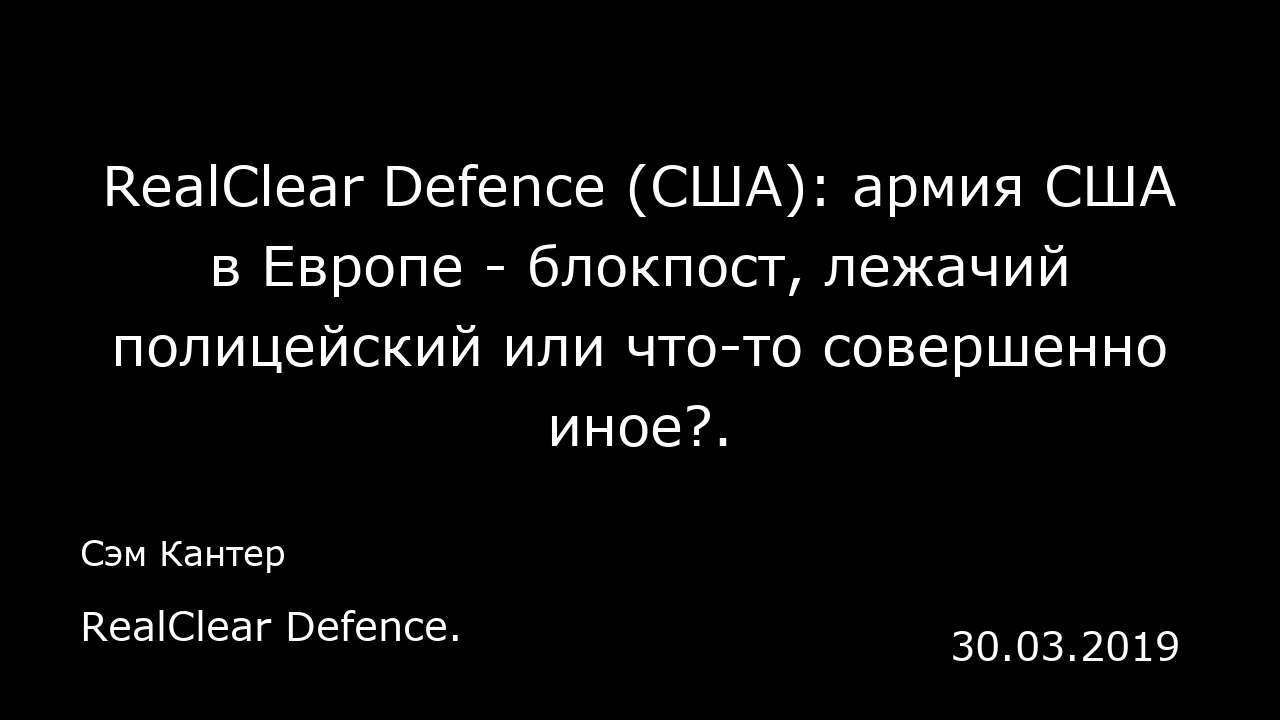 RealClear Defence (США): армия США
в Европе - блокпост, лежачий
полицейский или что-то совершенно
иное?.
Сэм Кантер
RealClear Defence.
30.03.2019